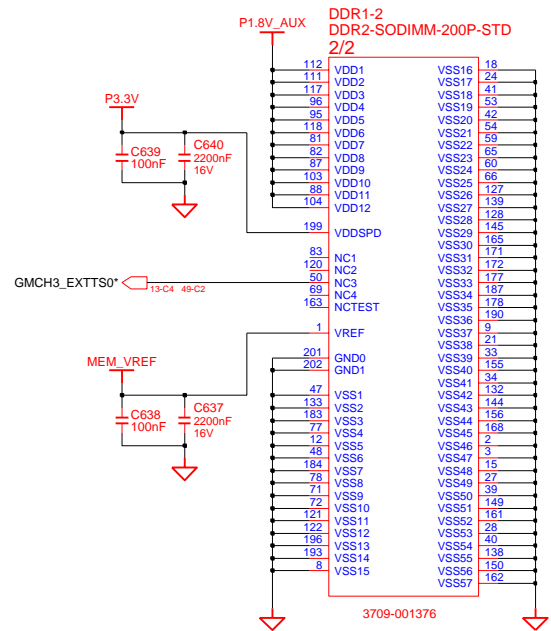 DDR1-2
DDR2-SODIMM-200P-STD
2/2
P1.8V_AUX
112 VDD1
111 VDD2
117 VDD3
96 VDD4
95 VDD5
118 VDD6
81 VDD7
82 VDD8
87 VDD9
103 VDD10
88 VDD11
104 VDD12
199 VDDSPD
83 NC1
120 NC2
50 NC3
69 NC4
163 NCTEST
1 VREF
201 GND0
202 GND1
47 VSS1
133 VSS2
183 VSS3
77 VSS4
12 VSS5
48 VSS6
184 VSS7
78 VSS8
71 VSS9
72 VSS10
121 VSS11
122 VSS12
196 VSS13
193 VSS14
8 VSS15
VSS16 18
VSS17 24
VSS18 41
VSS19 53
VSS20 42
VSS21 54
VSS22 59
VSS23 65
VSS24 60
VSS25 66
VSS26 127
VSS27 139
VSS28 128
VSS29 145
VSS30 165
VSS31 171
VSS32 172
VSS33 177
VSS34 187
VSS35 178
VSS36 190
VSS37 9
VSS38 21
VSS39 33
VSS40 155
VSS41 34
VSS42 132
VSS43 144
VSS44 156
VSS45 168
VSS46 2
VSS47 3
VSS48 15
VSS49 27
VSS50 39
VSS51 149
VSS52 161
VSS53 28
VSS54 40
VSS55 138
VSS56 150
VSS57 162
3709-001376
P3.3V
C639
100nF
C640
2200nF
16V
GMCH3_EXTTS0*
13-C4 49-C2
MEM_VREF
C638
100nF
C637
2200nF
16V